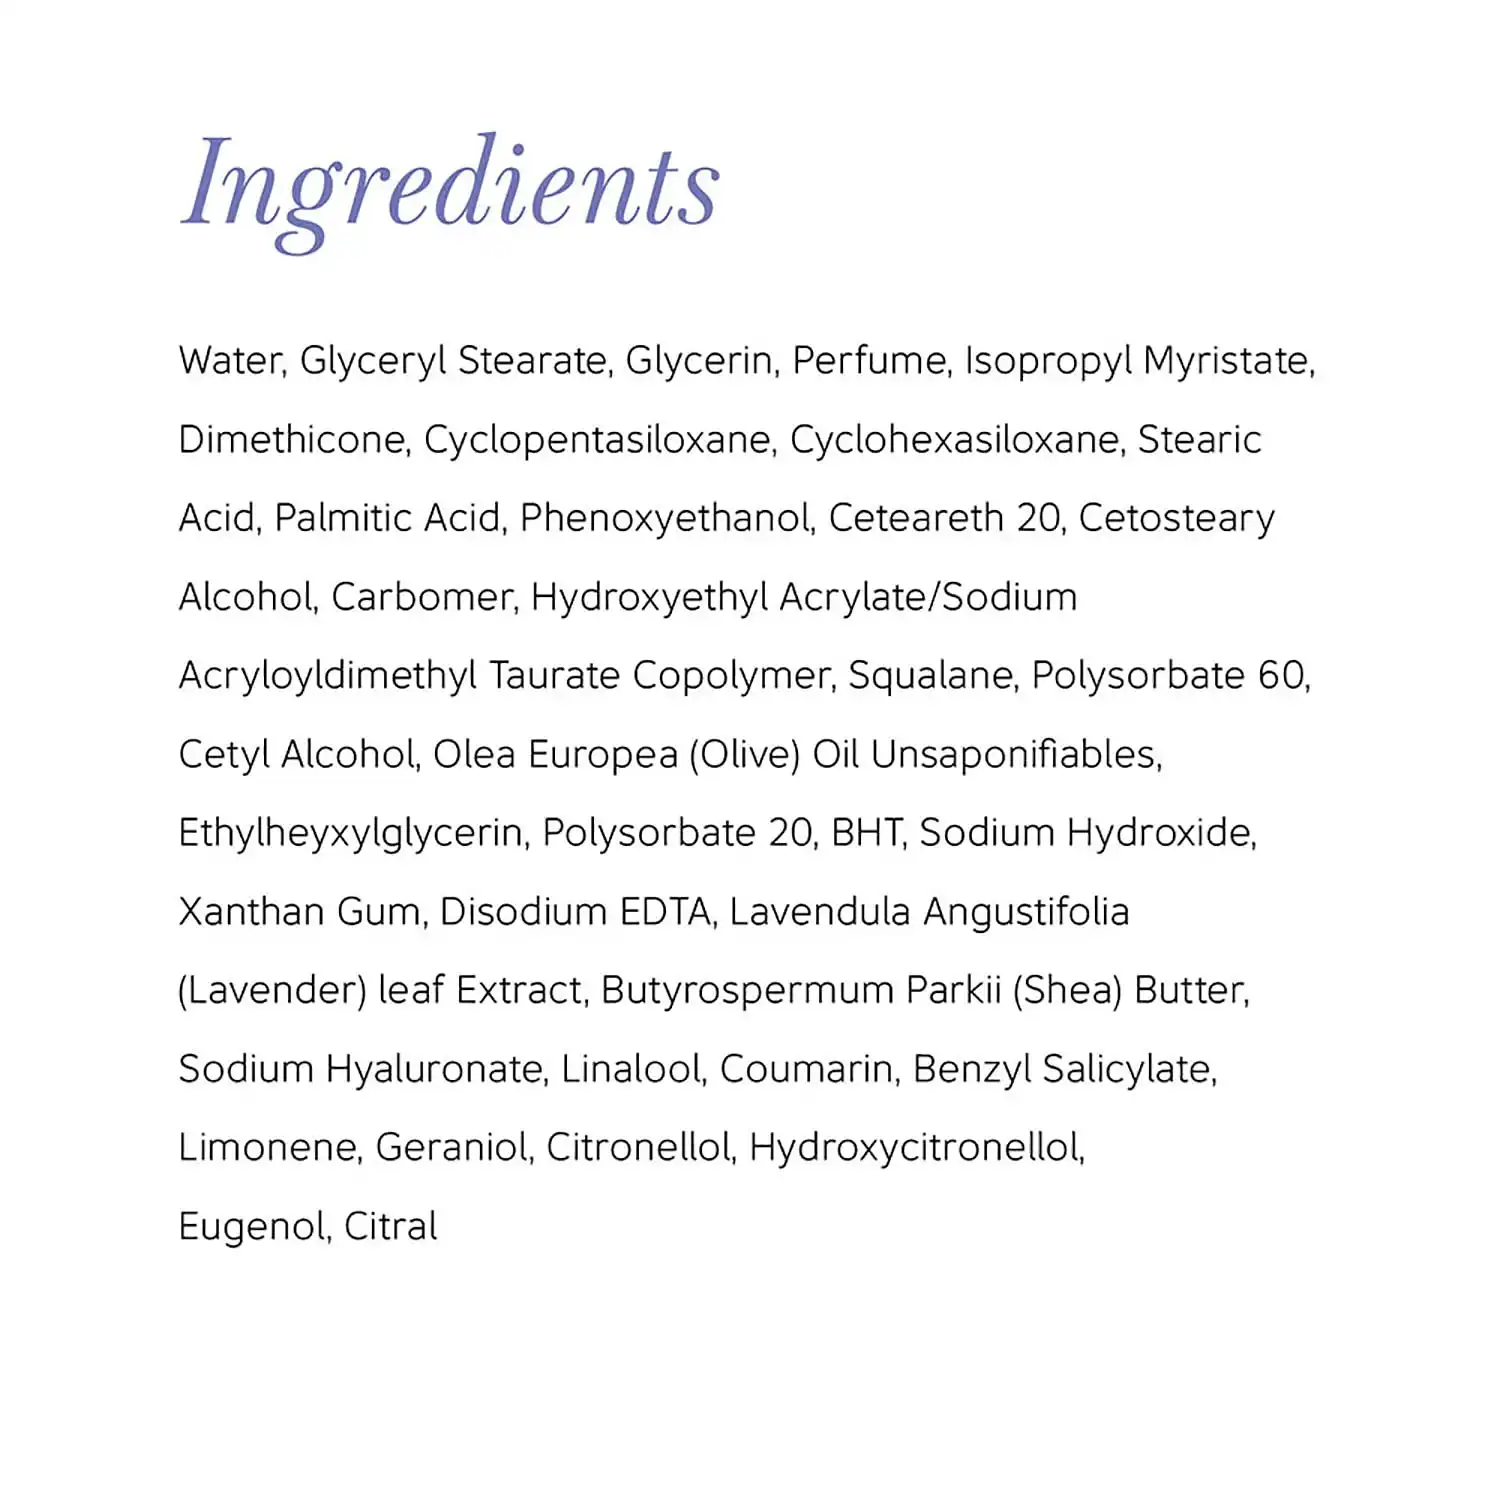 Ingredients
Water, Glyceryl Stearate, Glycerin, Perfume, Isopropyl Myristate,
Dimethicone, Cyclopentasiloxane, Cyclohexasiloxane, Stearic
Acid, Palmitic Acid, Phenoxyethanol, Ceteareth 20, Cetosteary
Alcohol, Carbomer, Hydroxyethyl Acrylate/Sodium
Acryloyldimethyl Taurate Copolymer, Squalane, Polysorbate 60,
Cetyl Alcohol, Olea Europea (Olive) Oil Unsaponifiables,
Ethylheyxylglycerin, Polysorbate 20, BHT, Sodium Hydroxide,
Xanthan Gum, Disodium EDTA, Lavendula Angustifolia
(Lavender) leaf Extract, Butyrospermum Parkii (Shea) Butter,
Sodium Hyaluronate, Linalool, Coumarin, Benzyl Salicylate,
Limonene, Geraniol, Citronellol, Hydroxycitronellol,
Eugenol, Citral